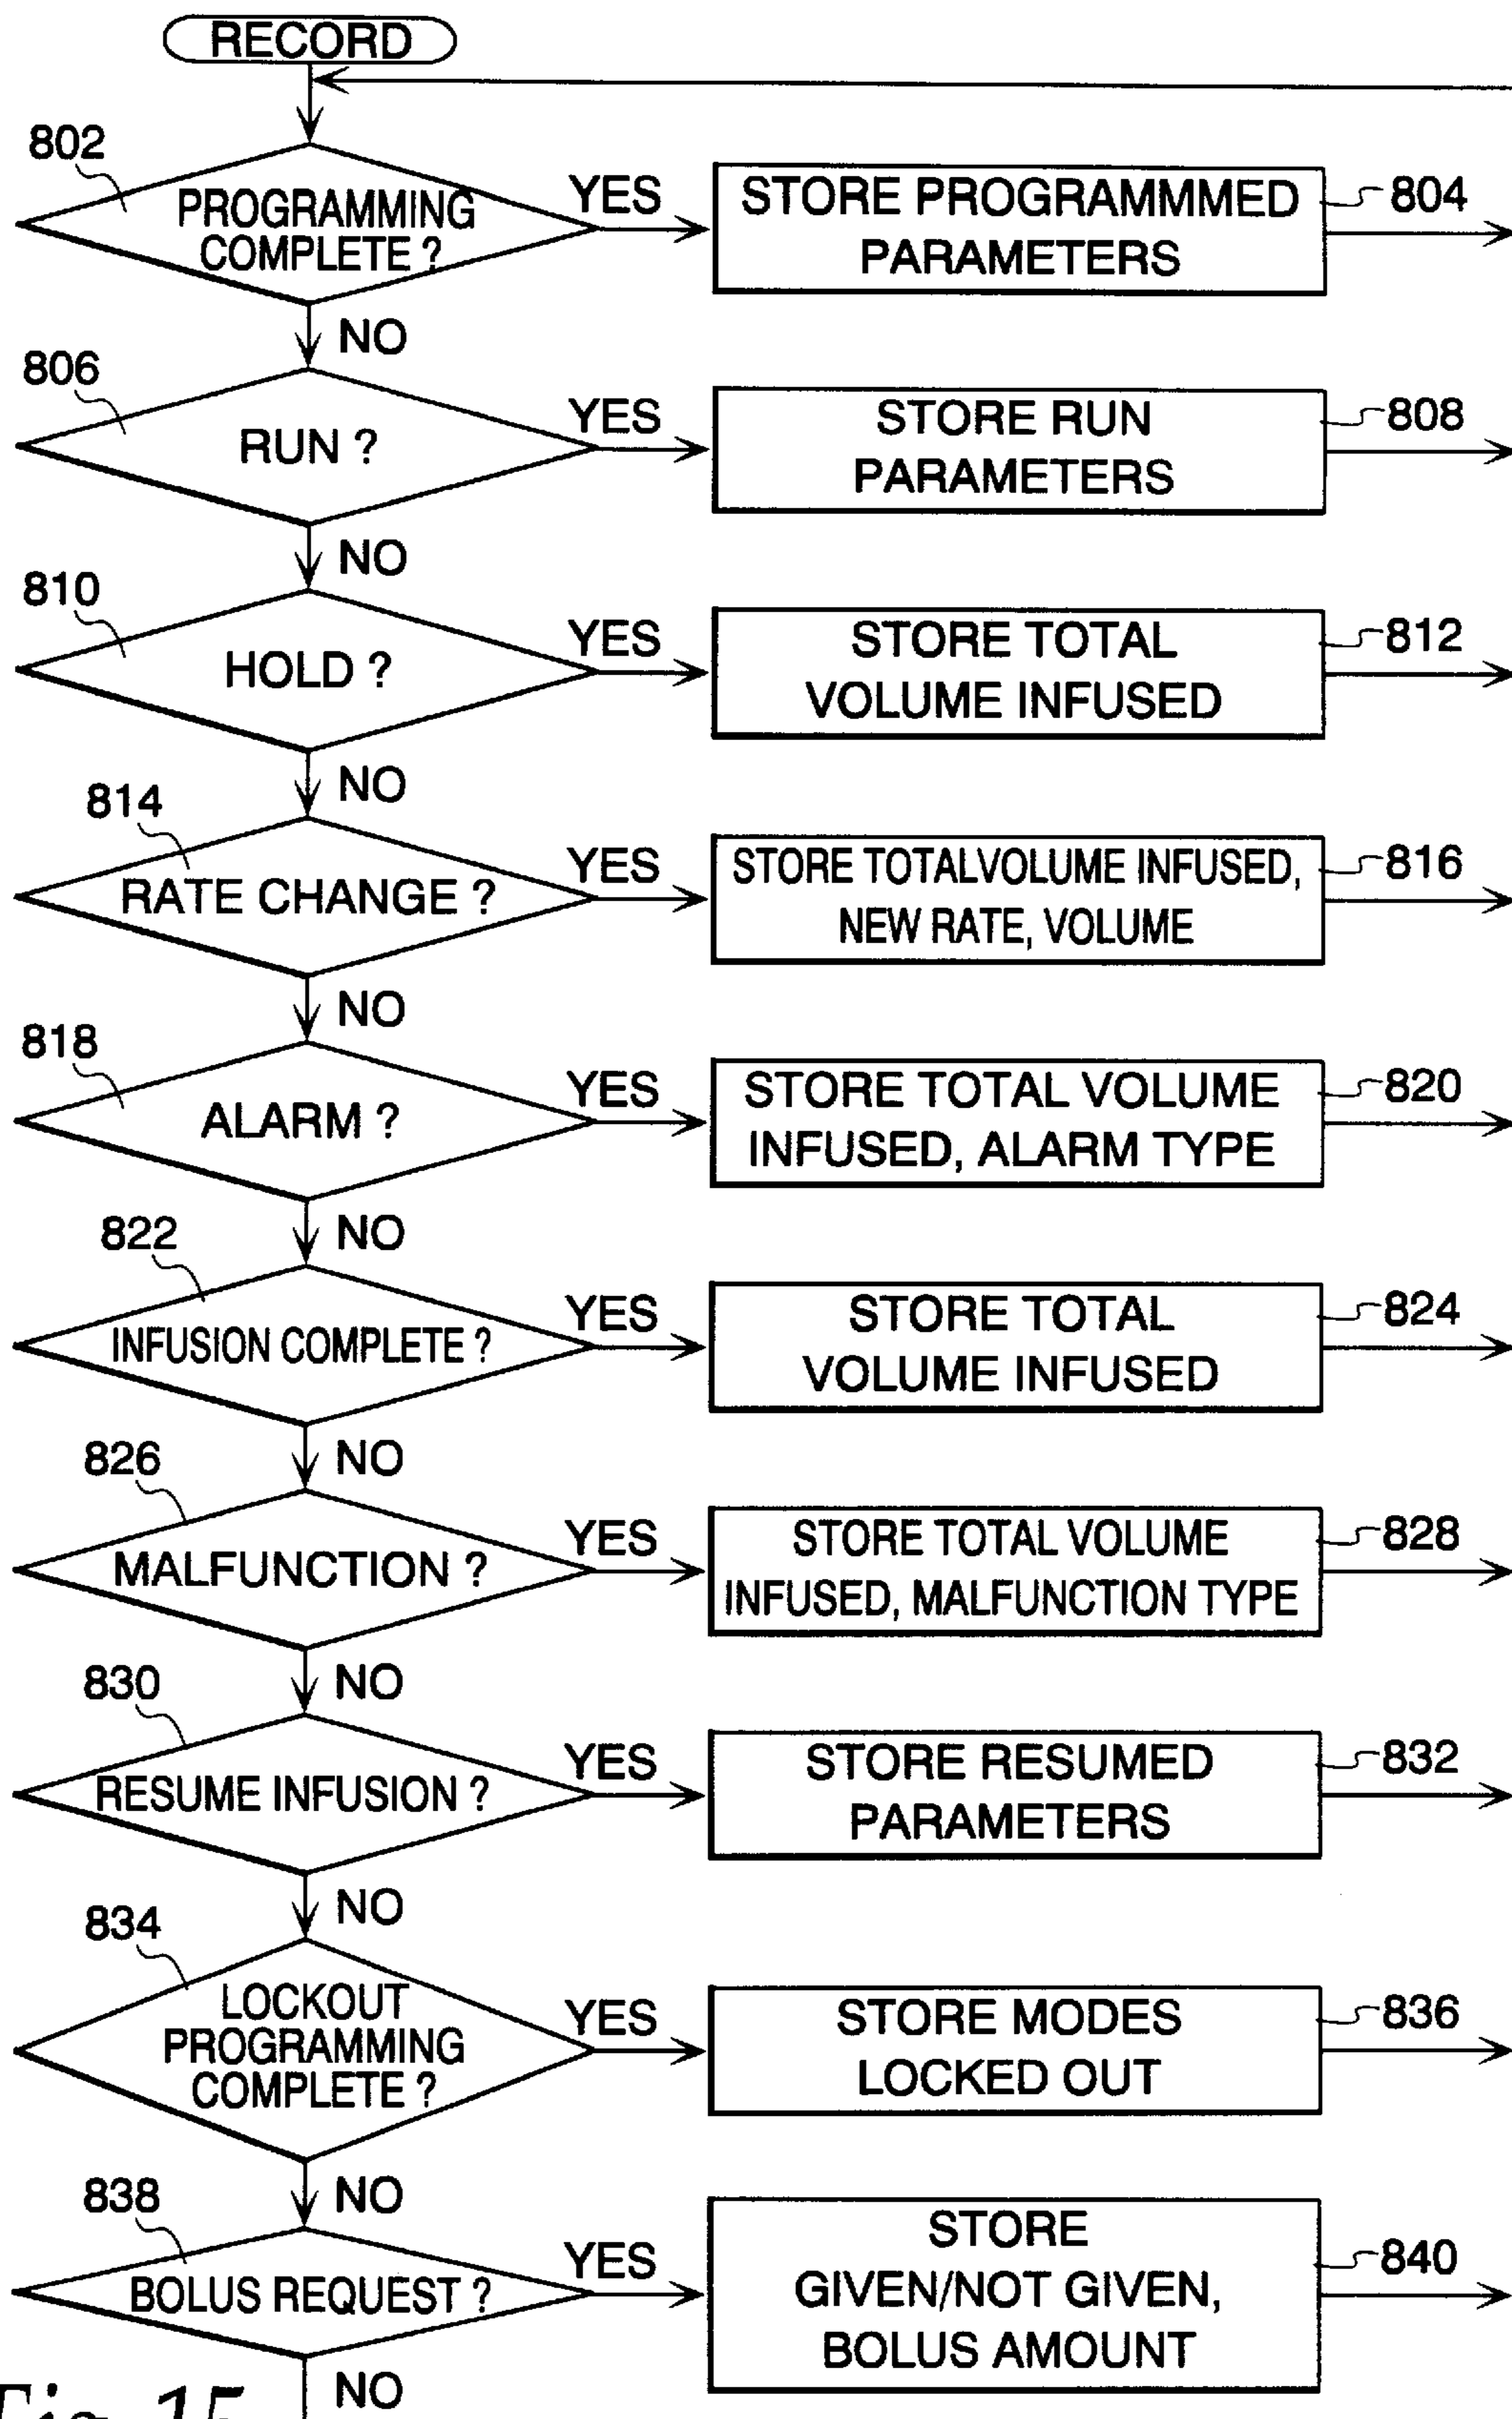 RECORD
802
PROGRAMMING
COMPLETE ?
YES
STORE PROGRAMMMED
PARAMETERS
804
NO
806
RUN ?
YES
STORE RUN
PARAMETERS
808
NO
810
HOLD ?
YES
STORE TOTAL
VOLUME INFUSED
812
NO
814
RATE CHANGE ?
YES
STORE TOTALVOLUME INFUSED,
NEW RATE, VOLUME
816
NO
818
ALARM ?
YES
STORE TOTAL VOLUME
INFUSED, ALARM TYPE
820
NO
822
INFUSION COMPLETE ?
YES
STORE TOTAL
VOLUME INFUSED
824
NO
826
MALFUNCTION ?
YES
STORE TOTAL VOLUME
INFUSED, MALFUNCTION TYPE
828
NO
830
RESUME INFUSION ?
YES
STORE RESUMED
PARAMETERS
832
NO
834
LOCKOUT
PROGRAMMING
COMPLETE ?
YES
STORE MODES
LOCKED OUT
836
NO
838
BOLUS REQUEST ?
YES
STORE
GIVEN/NOT GIVEN,
BOLUS AMOUNT
840
NO